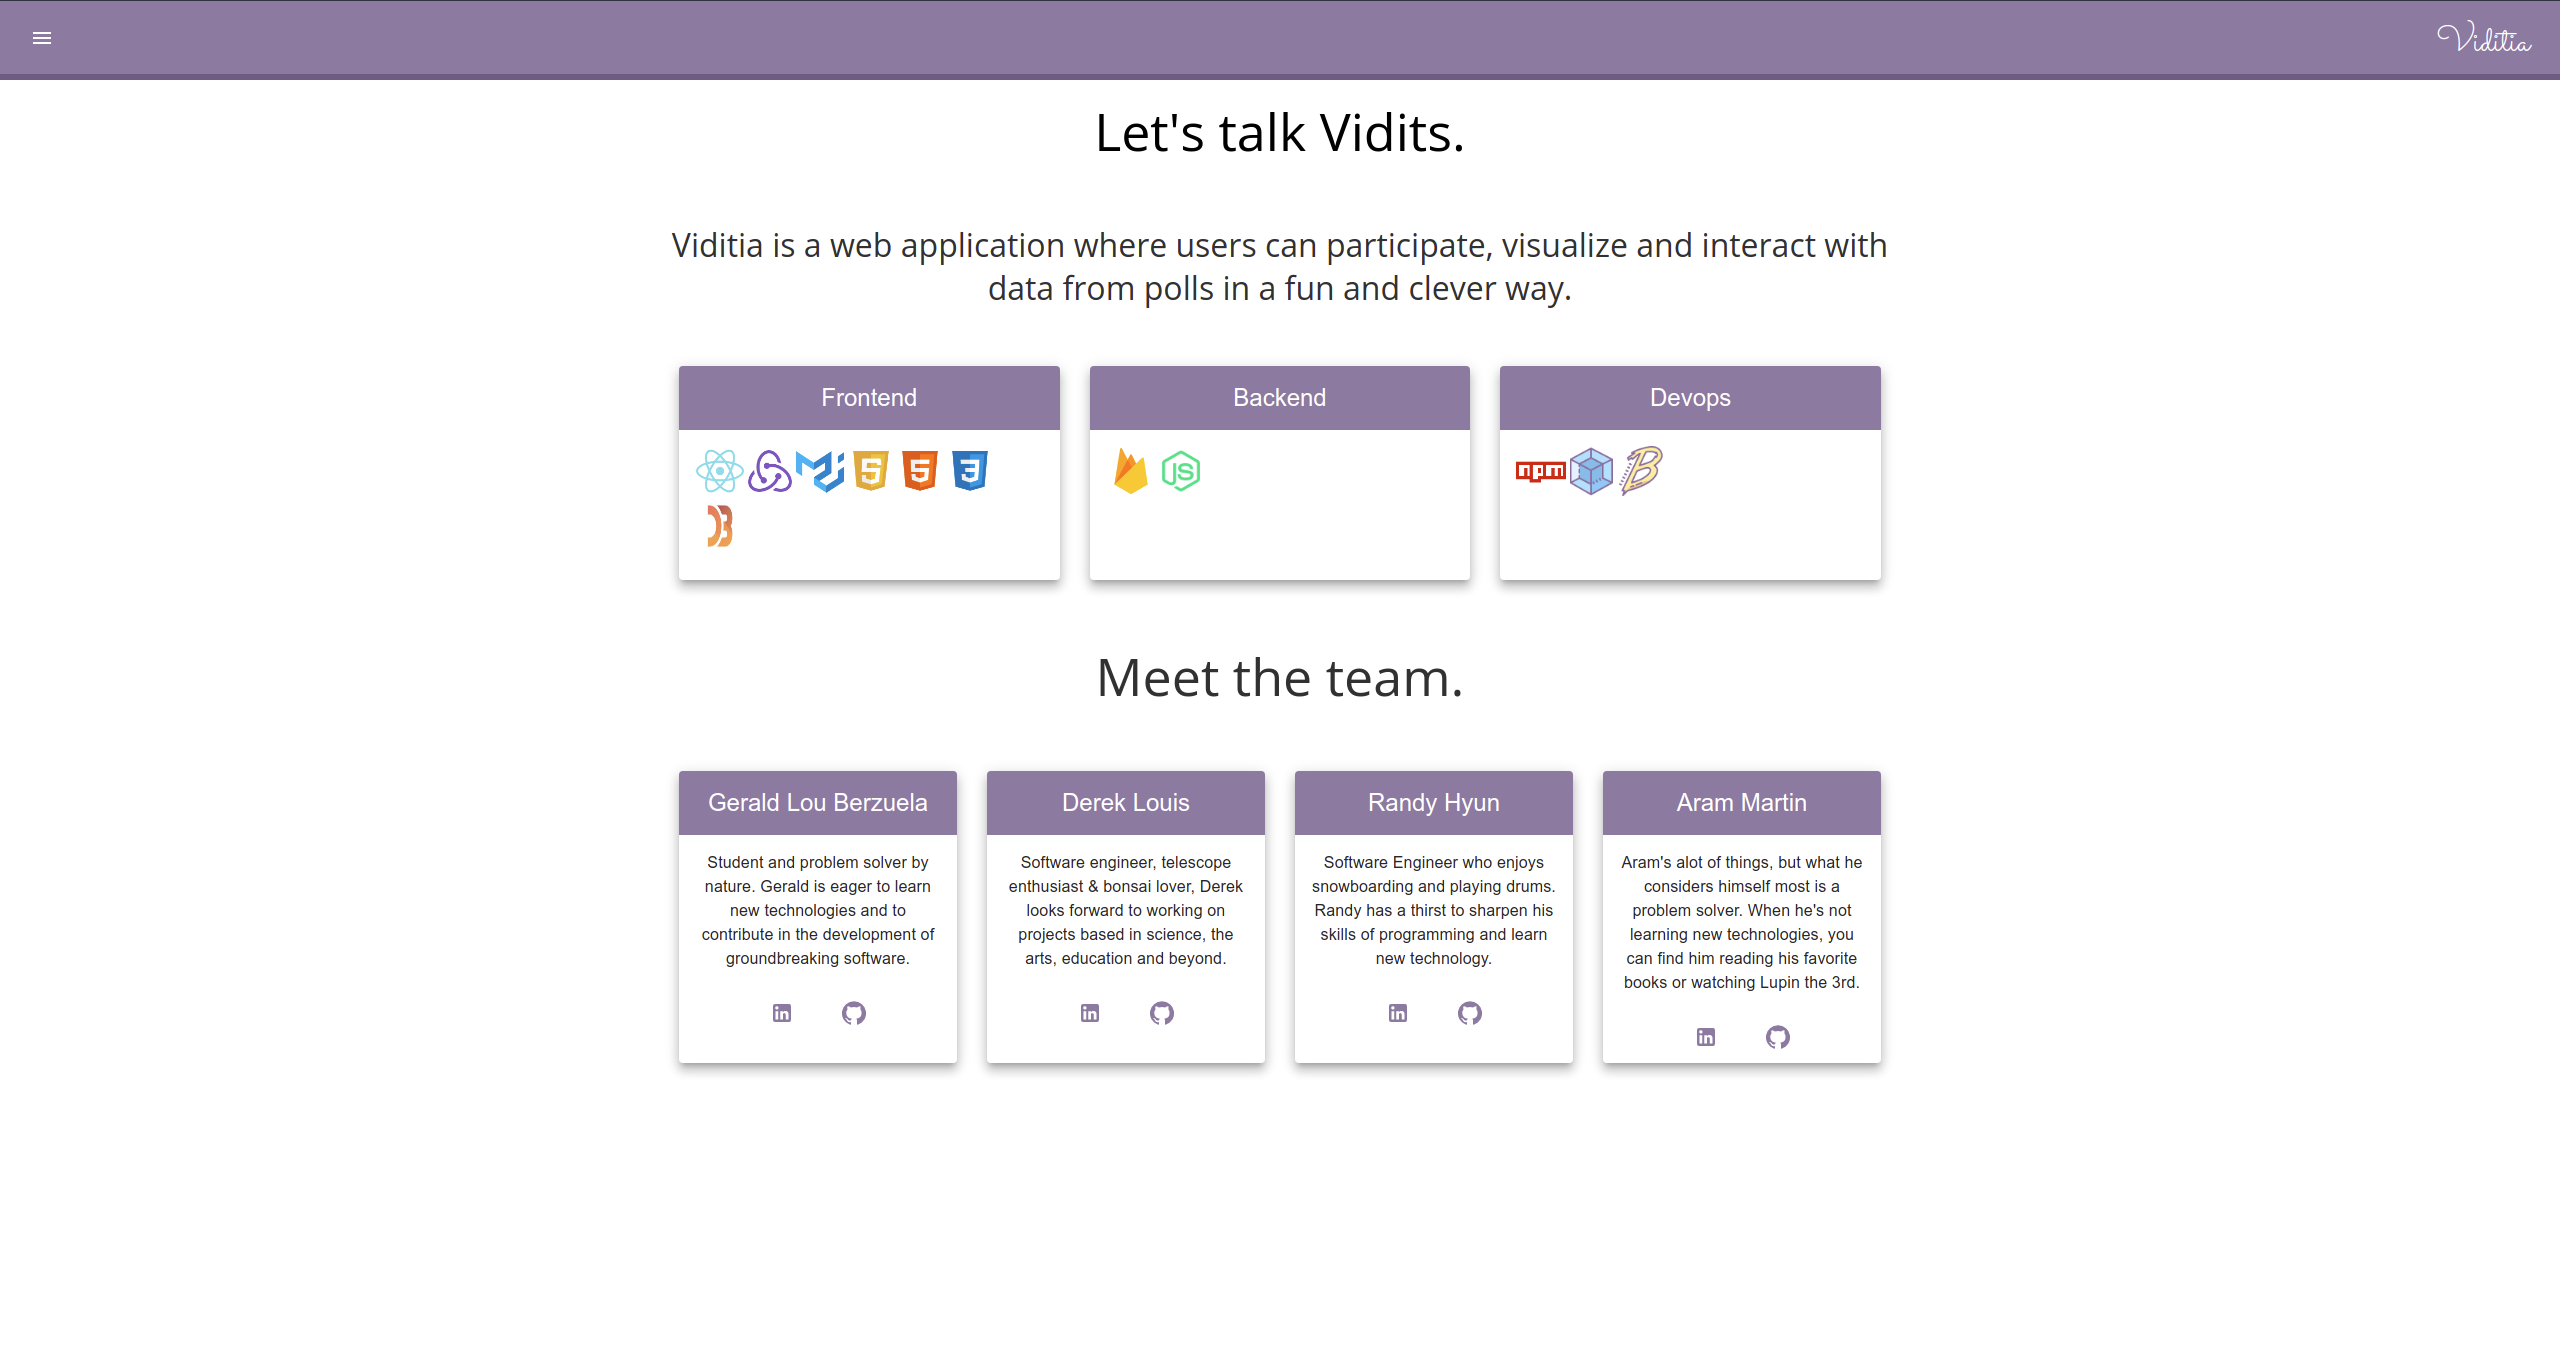 Viditia
Let's talk Vidits.
Viditia is a web application where users can participate, visualize and interact with
data from polls in a fun and clever way.
Frontend
Backend
Devops
5
5
3
JS
npm
B
Meet the team.
Gerald Lou Berzuela
Student and problem solver by
nature. Gerald is eager to learn
new technologies and to
contribute in the development of
groundbreaking software.
in
Derek Louis
Software engineer, telescope
enthusiast & bonsai lover, Derek
looks forward to working on
projects based in science, the
arts, education and beyond.
in
Randy Hyun
Software Engineer who enjoys
snowboarding and playing drums.
Randy has a thirst to sharpen his
skills of programming and learn
new technology.
in
Aram Martin
Aram's alot of things, but what he
considers himself most is a
problem solver. When he's not
learning new technologies, you
can find him reading his favorite
books or watching Lupin the 3rd.
in